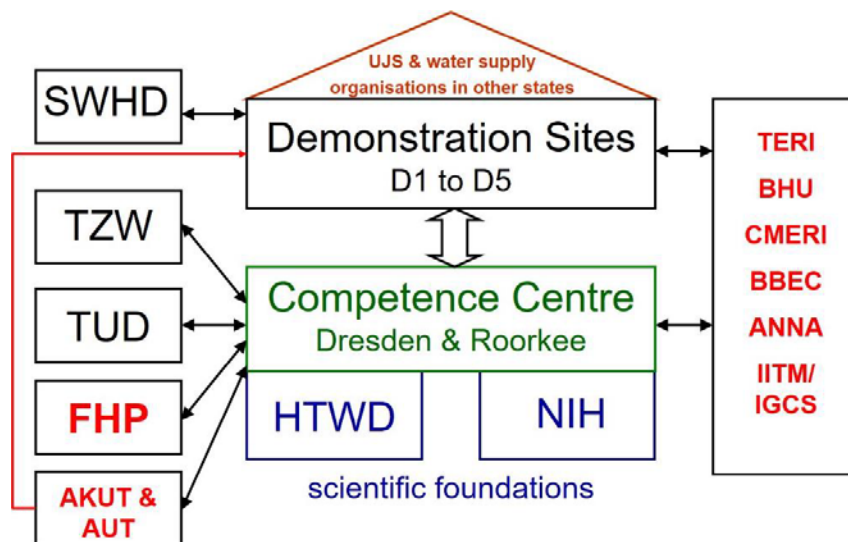 UJS & water supply
organisations in other states
SWHD
Demonstration Sites
D1 to D5
TZW
TUD
FHP
AKUT &
AUT
Competence Centre
Dresden & Roorkee
HTWD
NIH
scientific foundations
TERI
BHU
CMERI
BBEC
ANNA
IITM/
IGCS